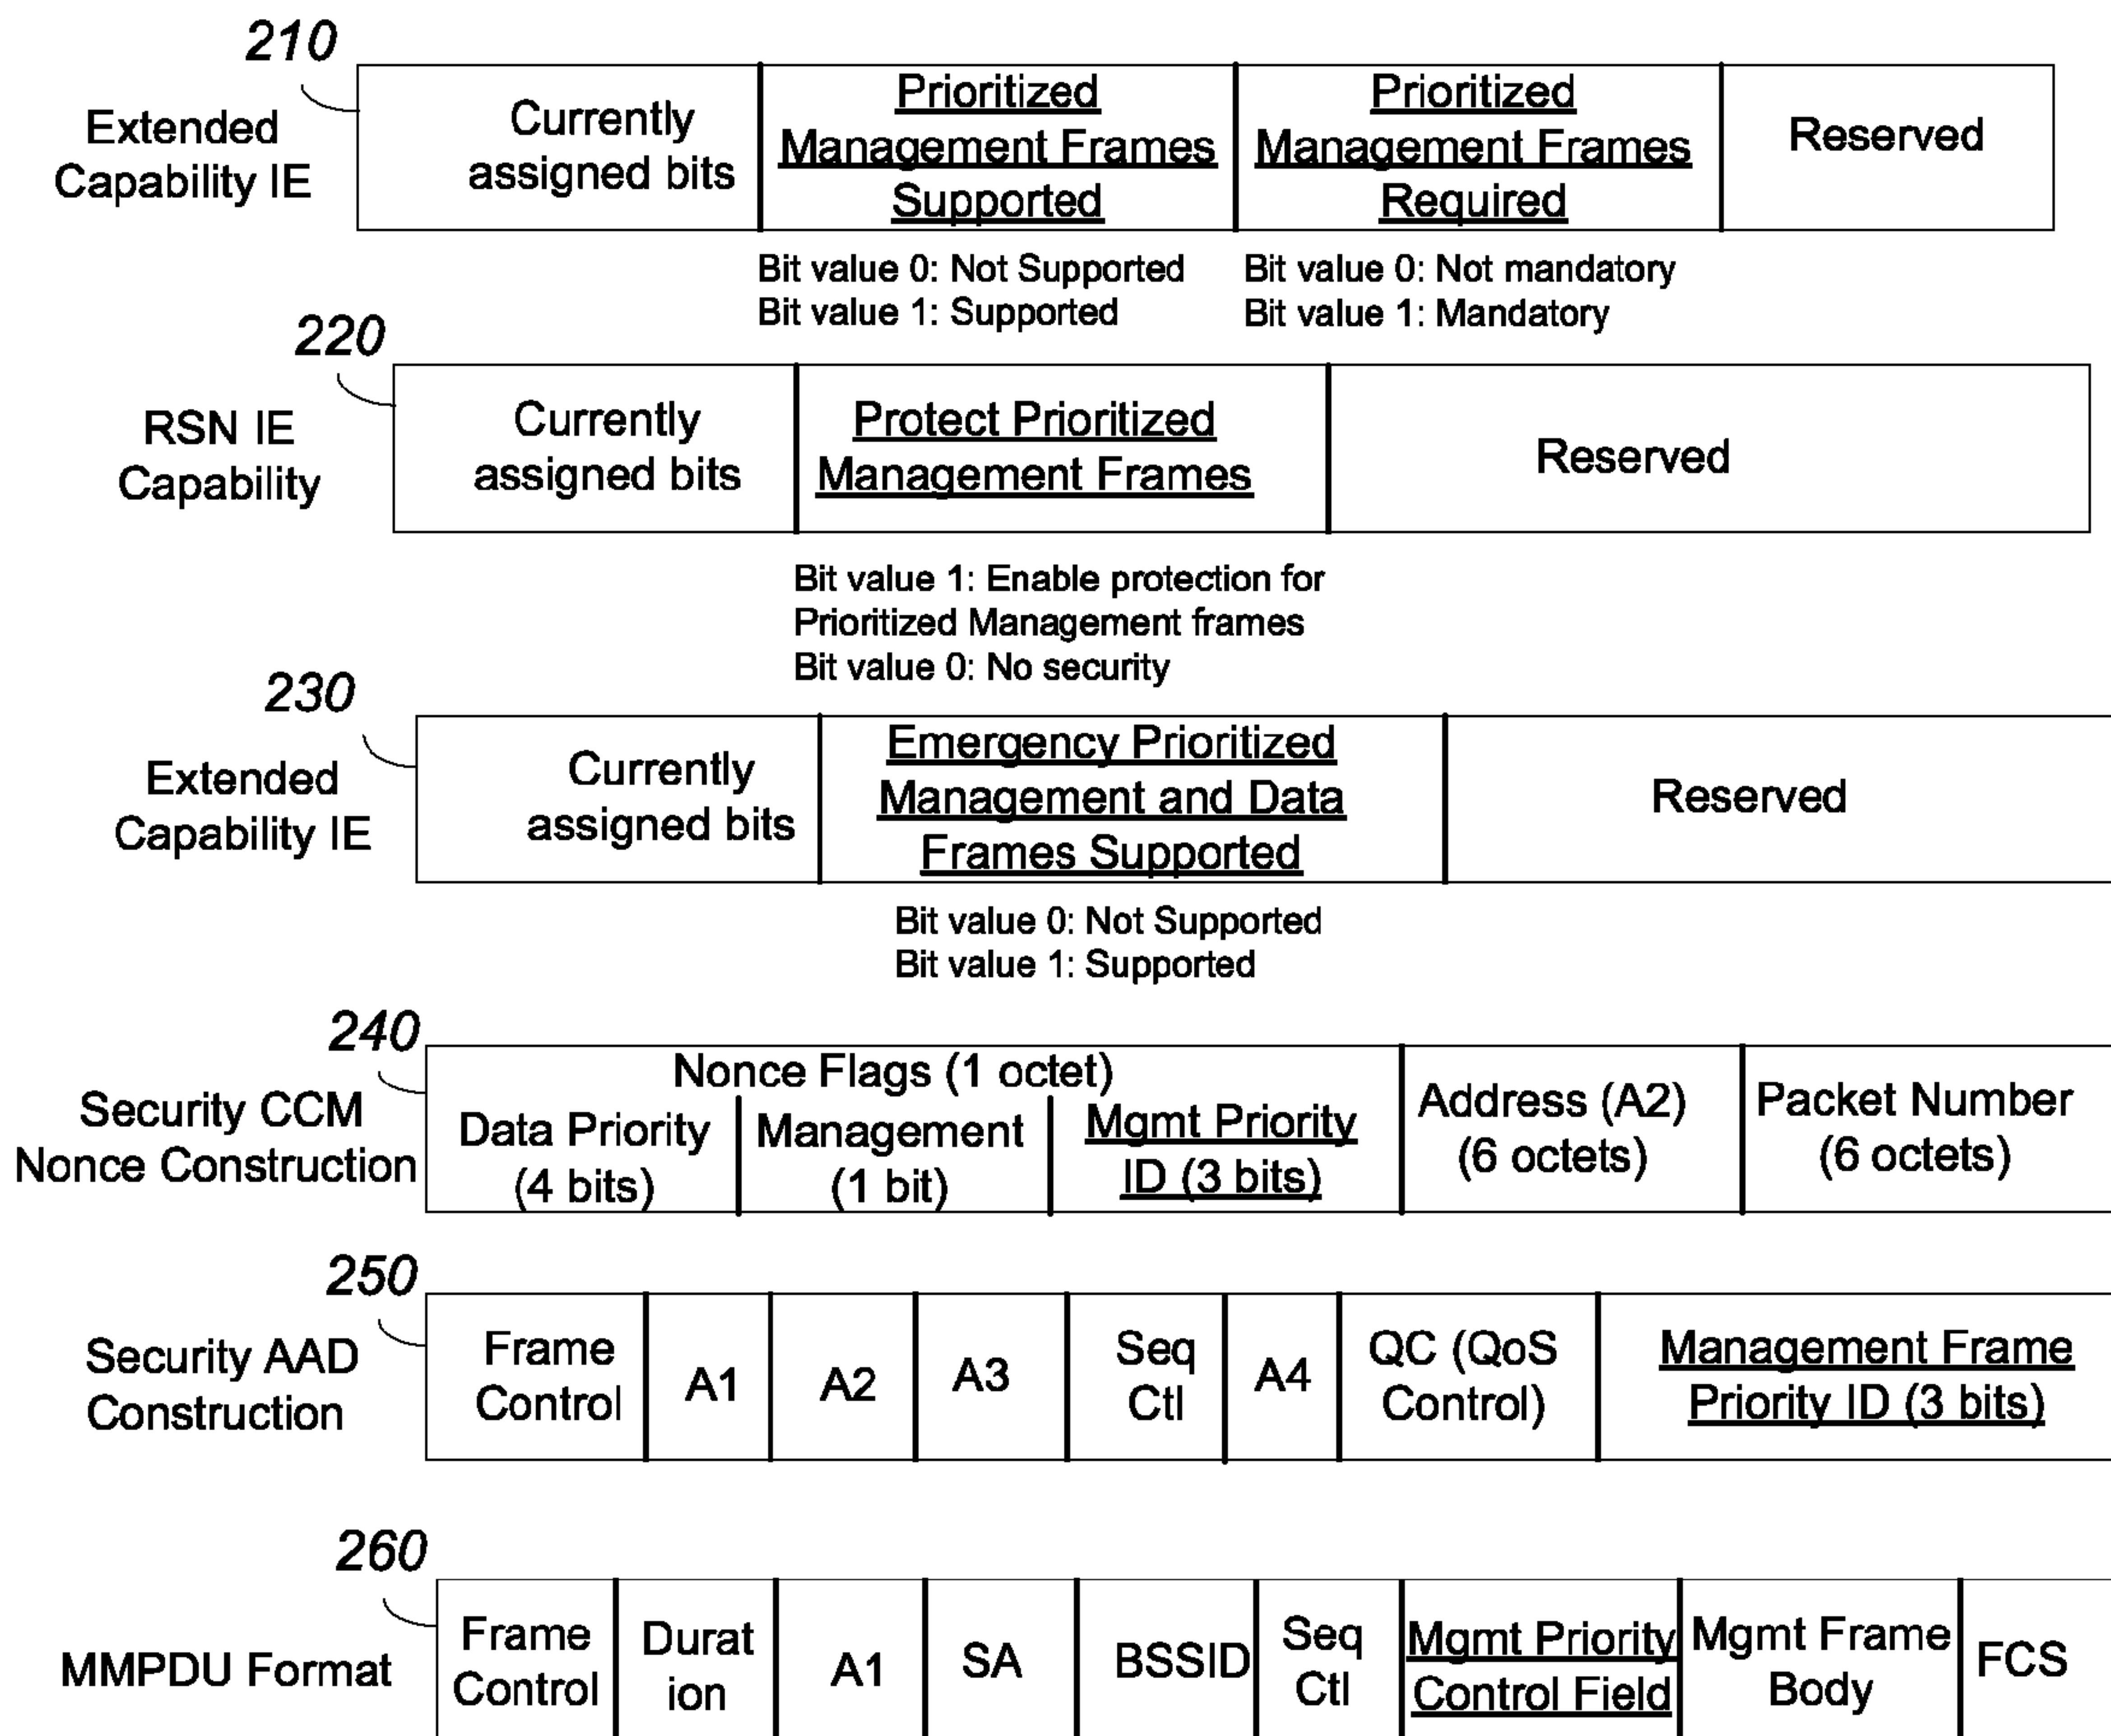 210
Extended
Capability IE
Currently
assigned bits
Prioritized
Management Frames
Supported
Prioritized
Management Frames
Required
Reserved
Bit value 0: Not Supported
Bit value 1: Supported
Bit value 0: Not mandatory
Bit value 1: Mandatory
220
RSN IE
Capability
Currently
assigned bits
Protect Prioritized
Management Frames
Reserved
Bit value 1: Enable protection for
Prioritized Management frames
Bit value 0: No security
230
Extended
Capability IE
Currently
assigned bits
Emergency Prioritized
Management and Data
Frames Supported
Reserved
Bit value 0: Not Supported
Bit value 1: Supported
240
Security CCM
Nonce Construction
Nonce Flags (1 octet)
Data Priority
(4 bits)
Management
(1 bit)
Mgmt Priority
ID (3 bits)
Address (A2)
(6 octets)
Packet Number
(6 octets)
250
Security AAD
Construction
Frame
Control
A1
A2
A3
Seq
Ctl
A4
QC (QoS
Control)
Management Frame
Priority ID (3 bits)
260
MMPDU Format
Frame
Control
Durat
ion
A1
SA
BSSID
Seq
Ctl
Mgmt Priority
Control Field
Mgmt Frame
Body
FCS